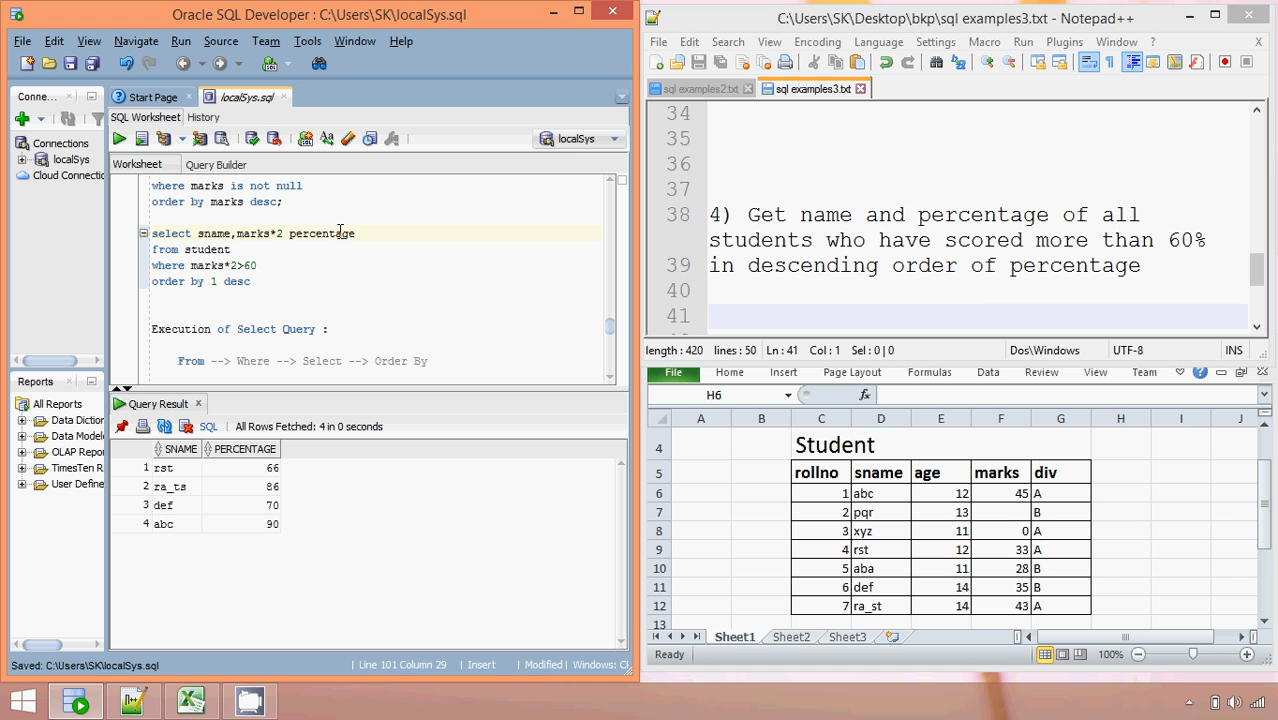 Oracle SQL Developer : C:\Users\SK\localSys.sql
File Edit View Navigate Run Source Team Tools Window Help
Conne...
Start Page
localSys.sql
SQL Worksheet History
Connections
localSys
Cloud Connectio
localSys
Worksheet Query Builder
where marks is not null
order by marks desc;
select sname,marks*2 percentage
from student
where marks*2>60
order by 1 desc
Execution of Select Query :
From --> Where --> Select --> Order By
Reports
All Reports
Data Dictic
Data Mode
OLAP Repor
TimesTen R
User Define
Query Result
SQL All Rows Fetched: 4 in 0 seconds
SNAME PERCENTAGE
1 rst 66
2 ra_ts 86
3 def 70
4 abc 90
Saved: C:\Users\SK\localSys.sql
Line 101 Column 29 Insert Modified Windows: CF
C:\Users\SK\Desktop\bkp\sql examples3.txt - Notepad++
File Edit Search View Encoding Language Settings Macro Run Plugins Window ? X
sql examples2.txt sql examples3.txt
34
35
36
37
38 4) Get name and percentage of all
students who have scored more than 60%
39 in descending order of percentage
40
41
length : 420 lines : 50 Ln : 41 Col : 1 Sel : 0 | 0 Dos\Windows UTF-8 INS
File Home Insert Page Layout Formulas Data Review View Team
H6 fx
A B C D E F G H I J
4 Student
5 rollno sname age marks div
6 1 abc 12 45 A
7 2 pqr 13 B
8 3 xyz 11 0 A
9 4 rst 12 33 A
10 5 aba 11 28 B
11 6 def 14 35 B
12 7 ra_st 14 43 A
13
Sheet1 Sheet2 Sheet3
Ready 100%